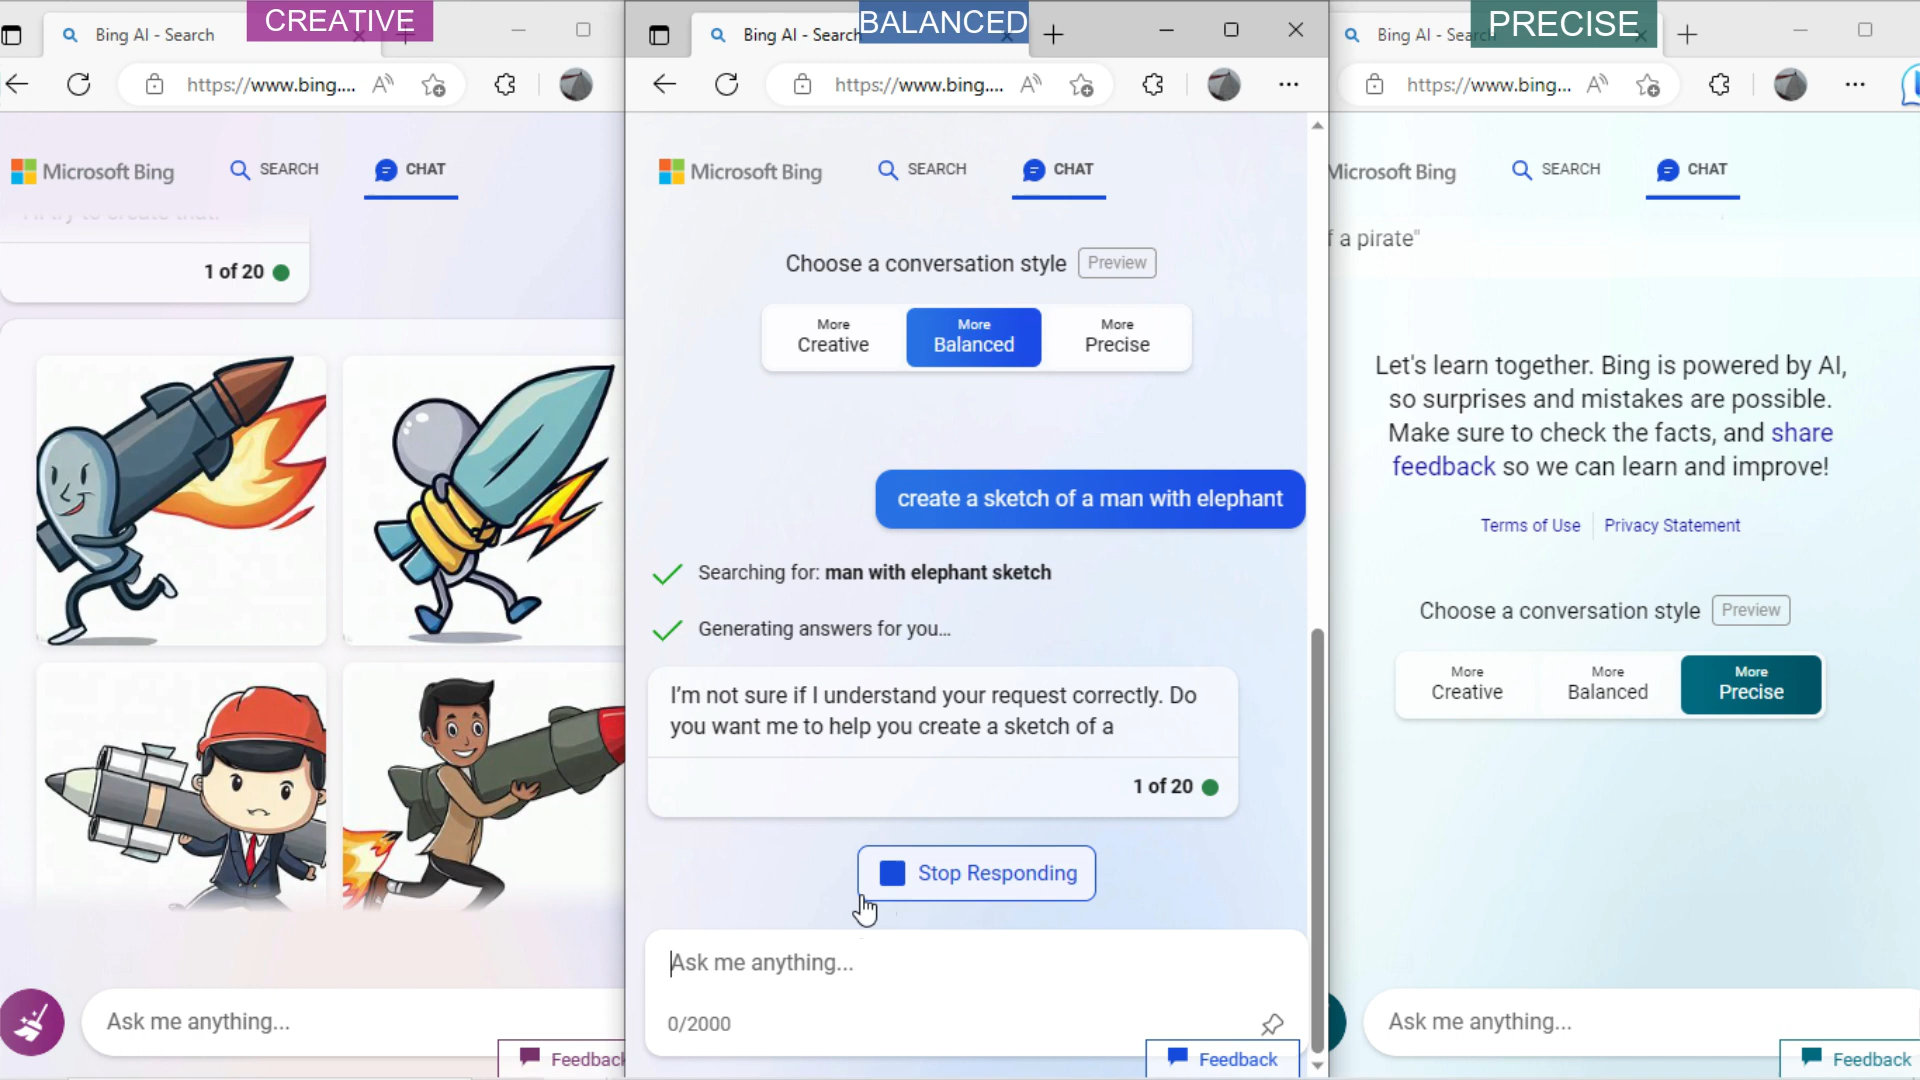 CREATIVE
Bing AI - Search
https://www.bing....
Microsoft Bing
SEARCH
CHAT
I'll try to create that.
1 of 20
Ask me anything...
Feedback
BALANCED
Bing AI - Search
https://www.bing....
Microsoft Bing
SEARCH
CHAT
Choose a conversation style
Preview
More
Creative
More
Balanced
More
Precise
create a sketch of a man with elephant
Searching for: man with elephant sketch
Generating answers for you...
I'm not sure if I understand your request correctly. Do
you want me to help you create a sketch of a
1 of 20
Stop Responding
Ask me anything...
0/2000
Feedback
PRECISE
Bing AI - Search
https://www.bing...
Microsoft Bing
SEARCH
CHAT
f a pirate"
Let's learn together. Bing is powered by AI,
so surprises and mistakes are possible.
Make sure to check the facts, and share
feedback so we can learn and improve!
Terms of Use
Privacy Statement
Choose a conversation style
Preview
More
Creative
More
Balanced
More
Precise
Ask me anything...
Feedback